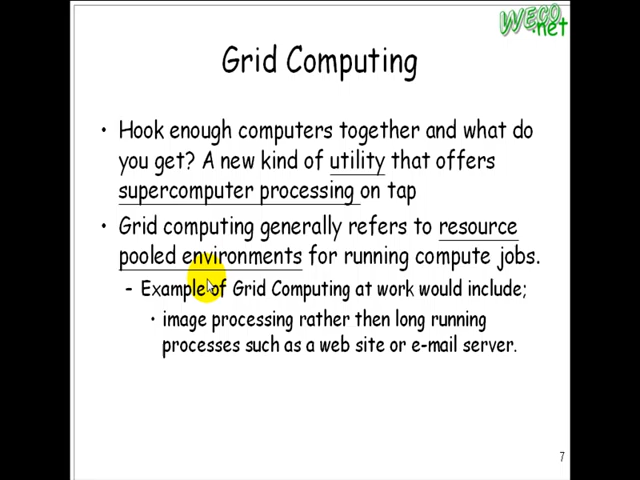 WECO
.net
Grid Computing
• Hook enough computers together and what do
you get? A new kind of utility that offers
supercomputer processing on tap
• Grid computing generally refers to resource
pooled environments for running compute jobs.
- Example of Grid Computing at work would include;
• image processing rather then long running
processes such as a web site or e-mail server.
7